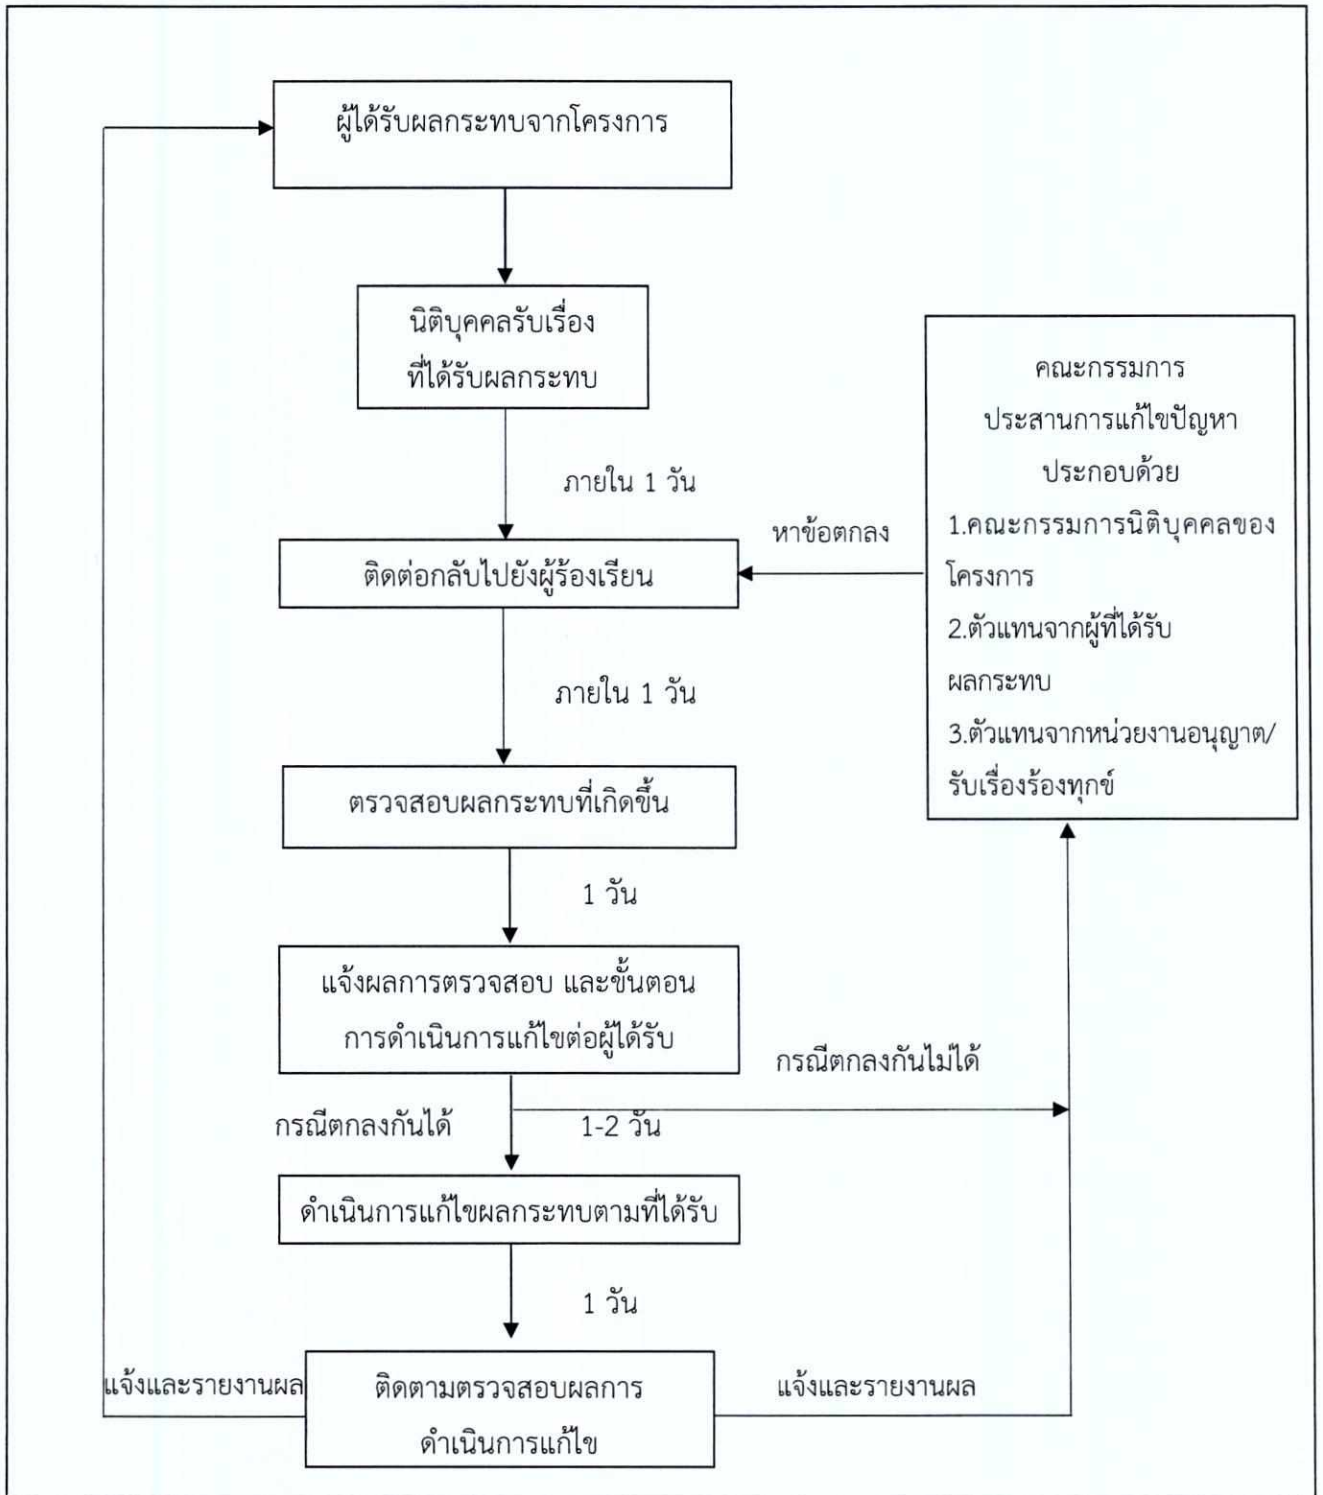 ผู้ได้รับผลกระทบจากโครงการ
นิติบุคคลรับเรื่อง
ที่ได้รับผลกระทบ
ภายใน 1 วัน
ติดต่อกลับไปยังผู้ร้องเรียน
หาข้อตกลง
คณะกรรมการ
ประสานการแก้ไขปัญหา
ประกอบด้วย
1.คณะกรรมการนิติบุคคลของ
โครงการ
2.ตัวแทนจากผู้ที่ได้รับ
ผลกระทบ
3.ตัวแทนจากหน่วยงานอนุญาต/
รับเรื่องร้องทุกข์
ภายใน 1 วัน
ตรวจสอบผลกระทบที่เกิดขึ้น
1 วัน
แจ้งผลการตรวจสอบ และขั้นตอน
การดำเนินการแก้ไขต่อผู้ได้รับ
กรณีตกลงกันไม่ได้
กรณีตกลงกันได้
1-2 วัน
ดำเนินการแก้ไขผลกระทบตามที่ได้รับ
1 วัน
แจ้งและรายงานผล
ติดตามตรวจสอบผลการ
ดำเนินการแก้ไข
แจ้งและรายงานผล